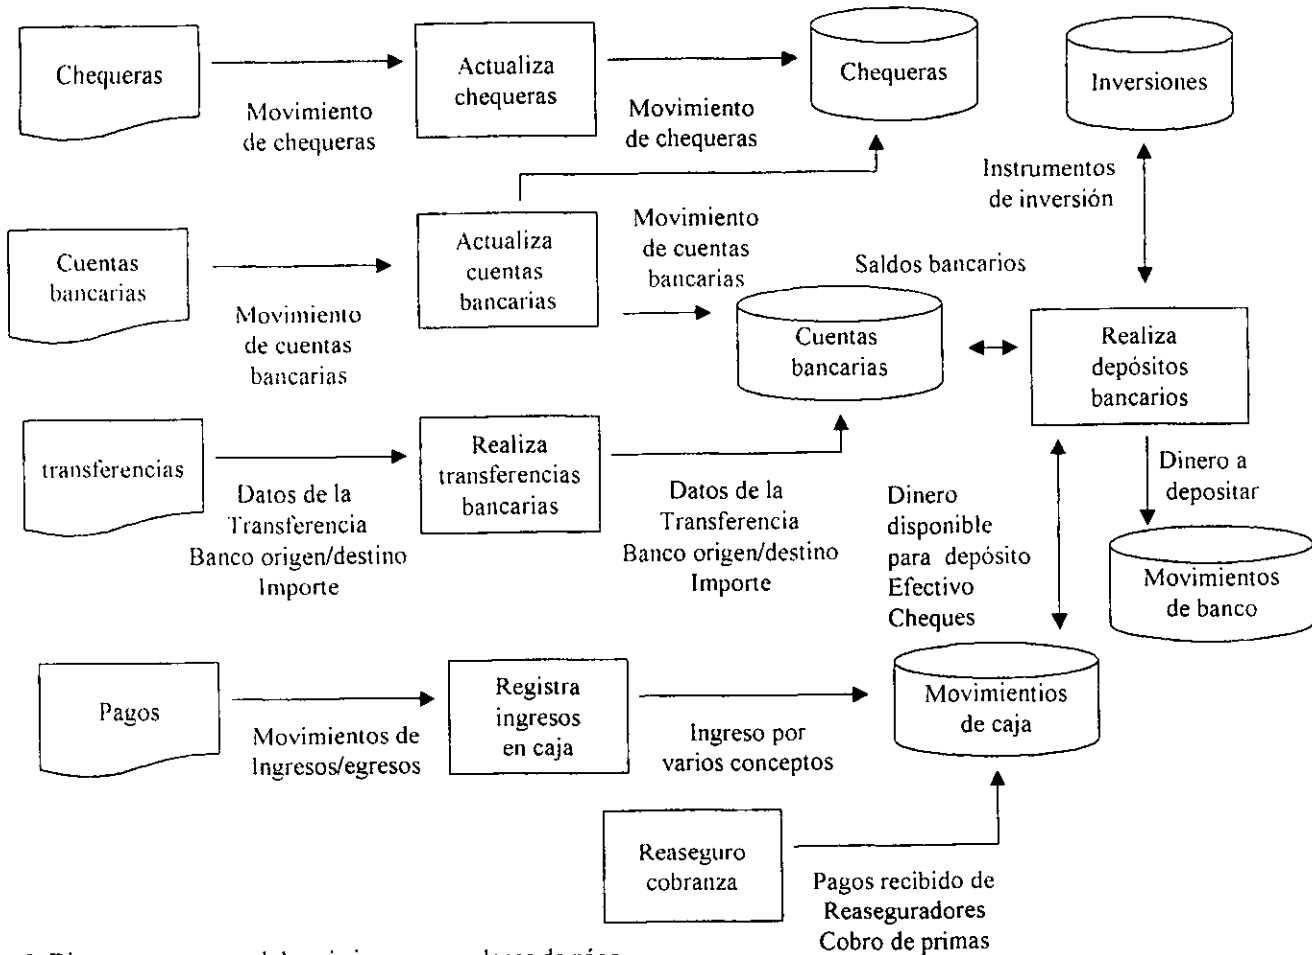 Chequeras
Movimiento
de chequeras
Actualiza
chequeras
Movimiento
de chequeras
Chequeras
Inversiones
Instrumentos
de inversión
Cuentas
bancarias
Movimiento
de cuentas
bancarias
Actualiza
cuentas
bancarias
Movimiento
de cuentas
bancarias
Saldos bancarios
Cuentas
bancarias
Realiza
depósitos
bancarios
transferencias
Datos de la
Transferencia
Banco origen/destino
Importe
Realiza
transferencias
bancarias
Datos de la
Transferencia
Banco origen/destino
Importe
Dinero
disponible
para depósito
Efectivo
Cheques
Dinero a
depositar
Movimientos
de banco
Pagos
Movimientos de
Ingresos/egresos
Registra
ingresos
en caja
Ingreso por
varios conceptos
Movimientios
de caja
Reaseguro
cobranza
Pagos recibido de
Reaseguradores
Cobro de primas